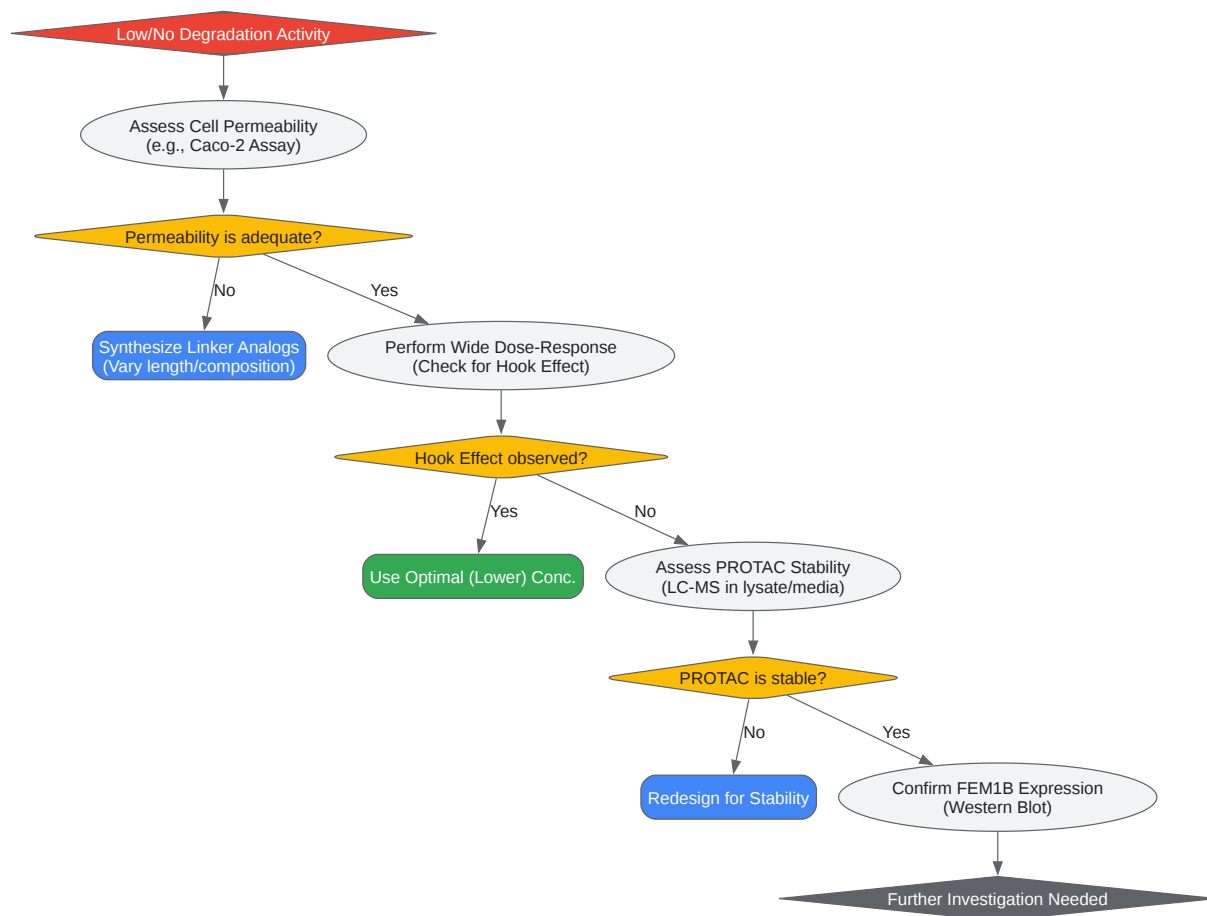 Low/No Degradation Activity
Assess Cell Permeability
(e.g., Caco-2 Assay)
Permeability is adequate?
No
Yes
Synthesize Linker Analogs
(Vary length/composition)
Perform Wide Dose-Response
(Check for Hook Effect)
Hook Effect observed?
Yes
No
Use Optimal (Lower) Conc.
Assess PROTAC Stability
(LC-MS in lysate/media)
PROTAC is stable?
No
Yes
Redesign for Stability
Confirm FEM1B Expression
(Western Blot)
Further Investigation Needed